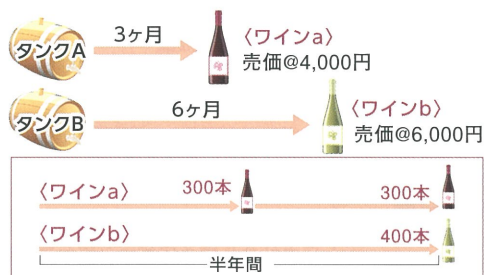 タンクA
3ヶ月
〈ワインa〉
売価@4,000円
タンクB
6ヶ月
〈ワインb〉
売価@6,000円
〈ワインa〉
300本
300本
〈ワインb〉
400本
半年間